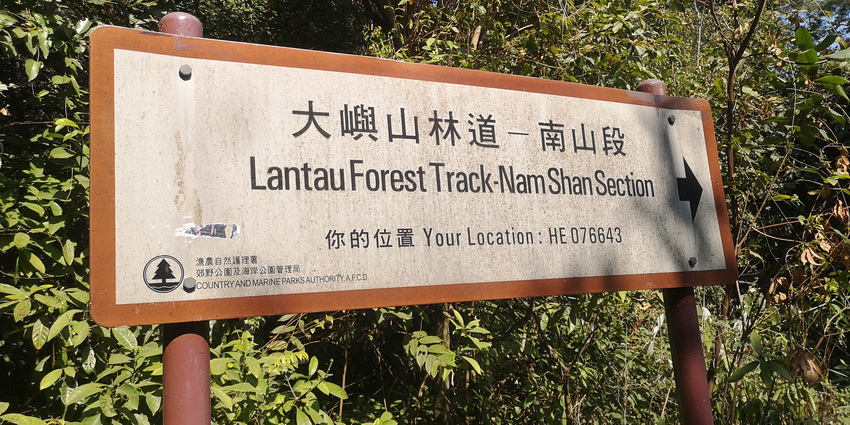 大嶼山林道－南山段
Lantau Forest Track-Nam Shan Section
你的位置 Your Location : HE 076643
漁農自然護理署
郊野公園及海岸公園管理局
COUNTRY AND MARINE PARKS AUTHORITY, A.F.C.D.